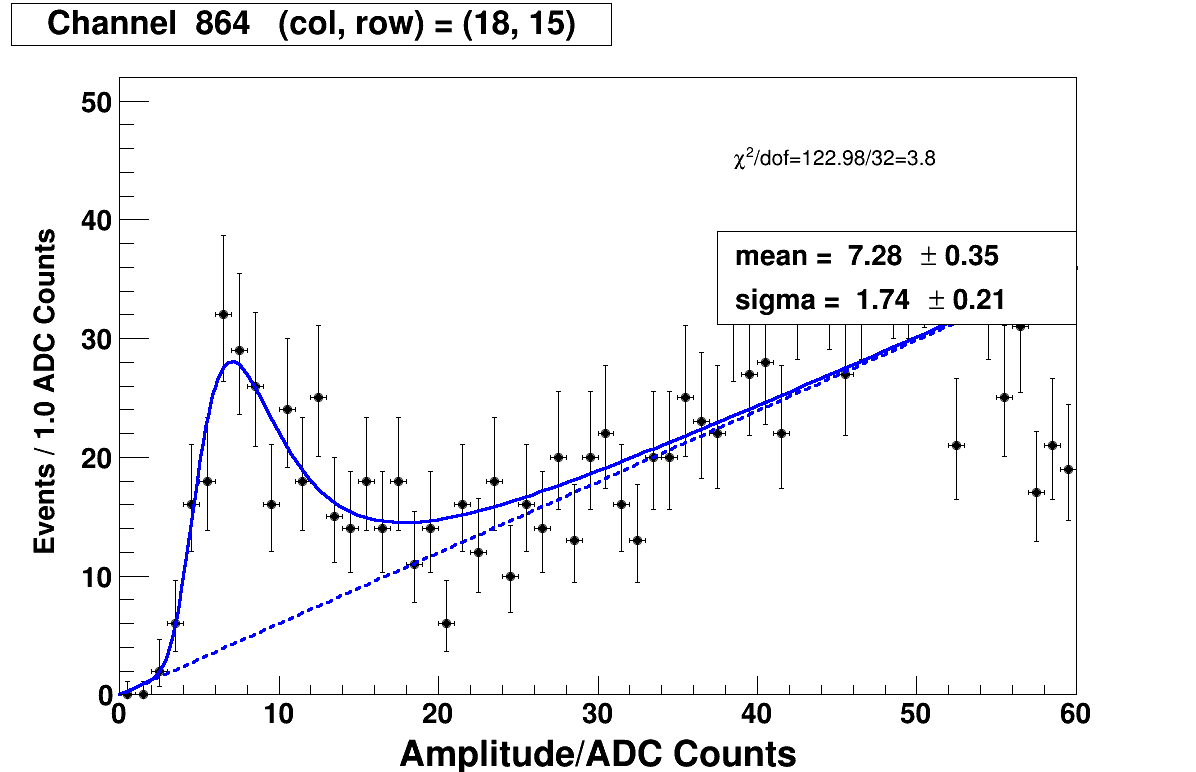 Channel 864 (col, row) = (18, 15)
50
χ²/dof=122.98/32=3.8
40
mean = 7.28 ± 0.35
sigma = 1.74 ± 0.21
30
20
10
0
Events / 1.0 ADC Counts
0 10 20 30 40 50 60
Amplitude/ADC Counts